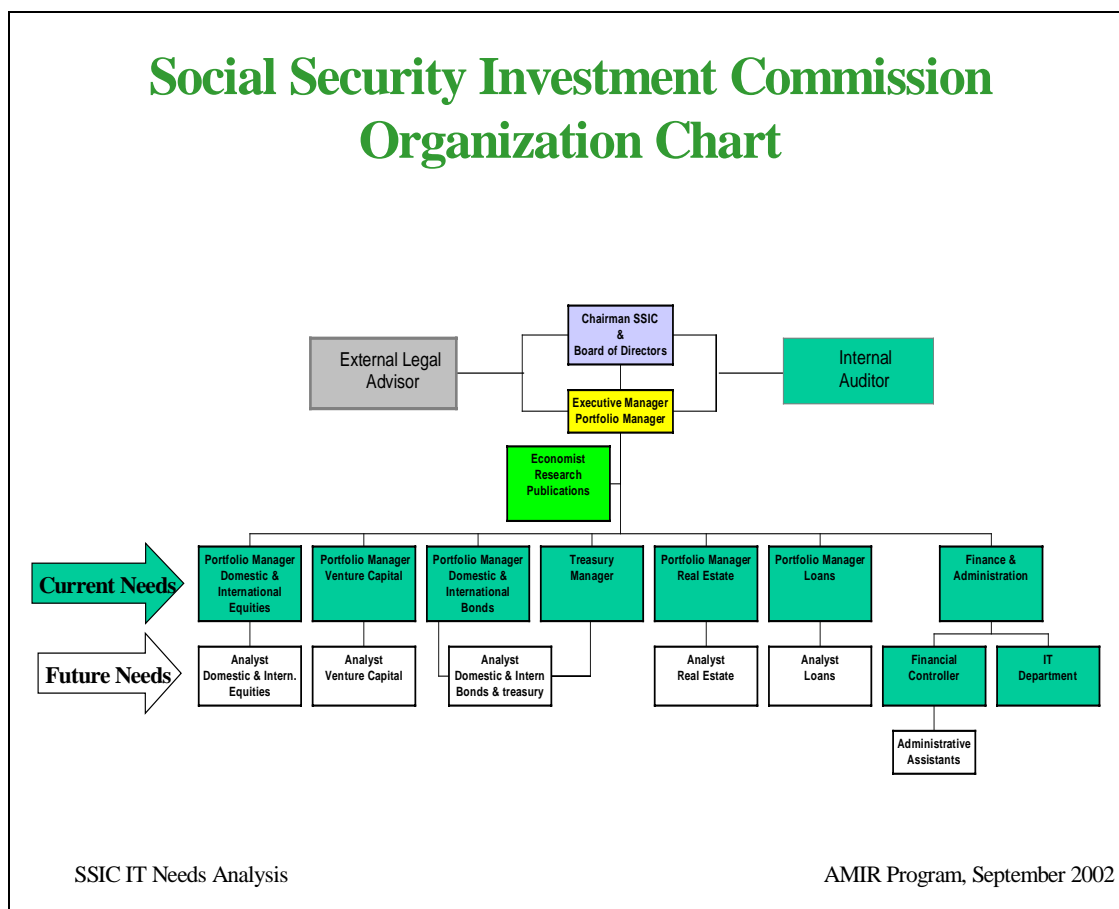 Social Security Investment Commission
Organization Chart
Chairman SSIC
&
Board of Directors
External Legal
Advisor
Internal
Auditor
Executive Manager
Portfolio Manager
Economist
Research
Publications
Current Needs
Portfolio Manager
Domestic &
International
Equities
Portfolio Manager
Venture Capital
Portfolio Manager
Domestic &
International
Bonds
Treasury
Manager
Portfolio Manager
Real Estate
Portfolio Manager
Loans
Finance &
Administration
Future Needs
Analyst
Domestic & Intern.
Equities
Analyst
Venture Capital
Analyst
Domestic & Intern
Bonds & treasury
Analyst
Real Estate
Analyst
Loans
Financial
Controller
IT
Department
Administrative
Assistants
SSIC IT Needs Analysis
AMIR Program, September 2002